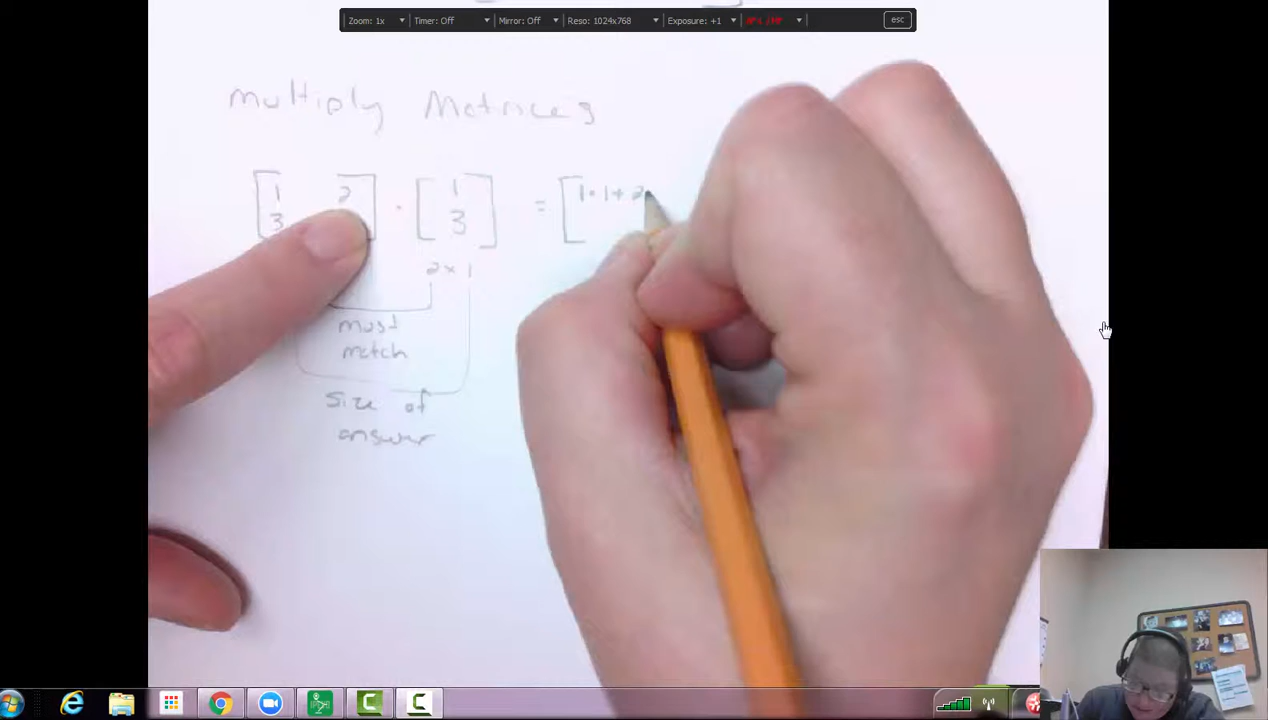 Zoom: 1x Timer: Off Mirror: Off Reso: 1024x768 Exposure: +1 esc
Multiply Matrices
[1 2] · [1] = [1·1+2·
[3 ] [3]
2x1
must
match
size of
answer